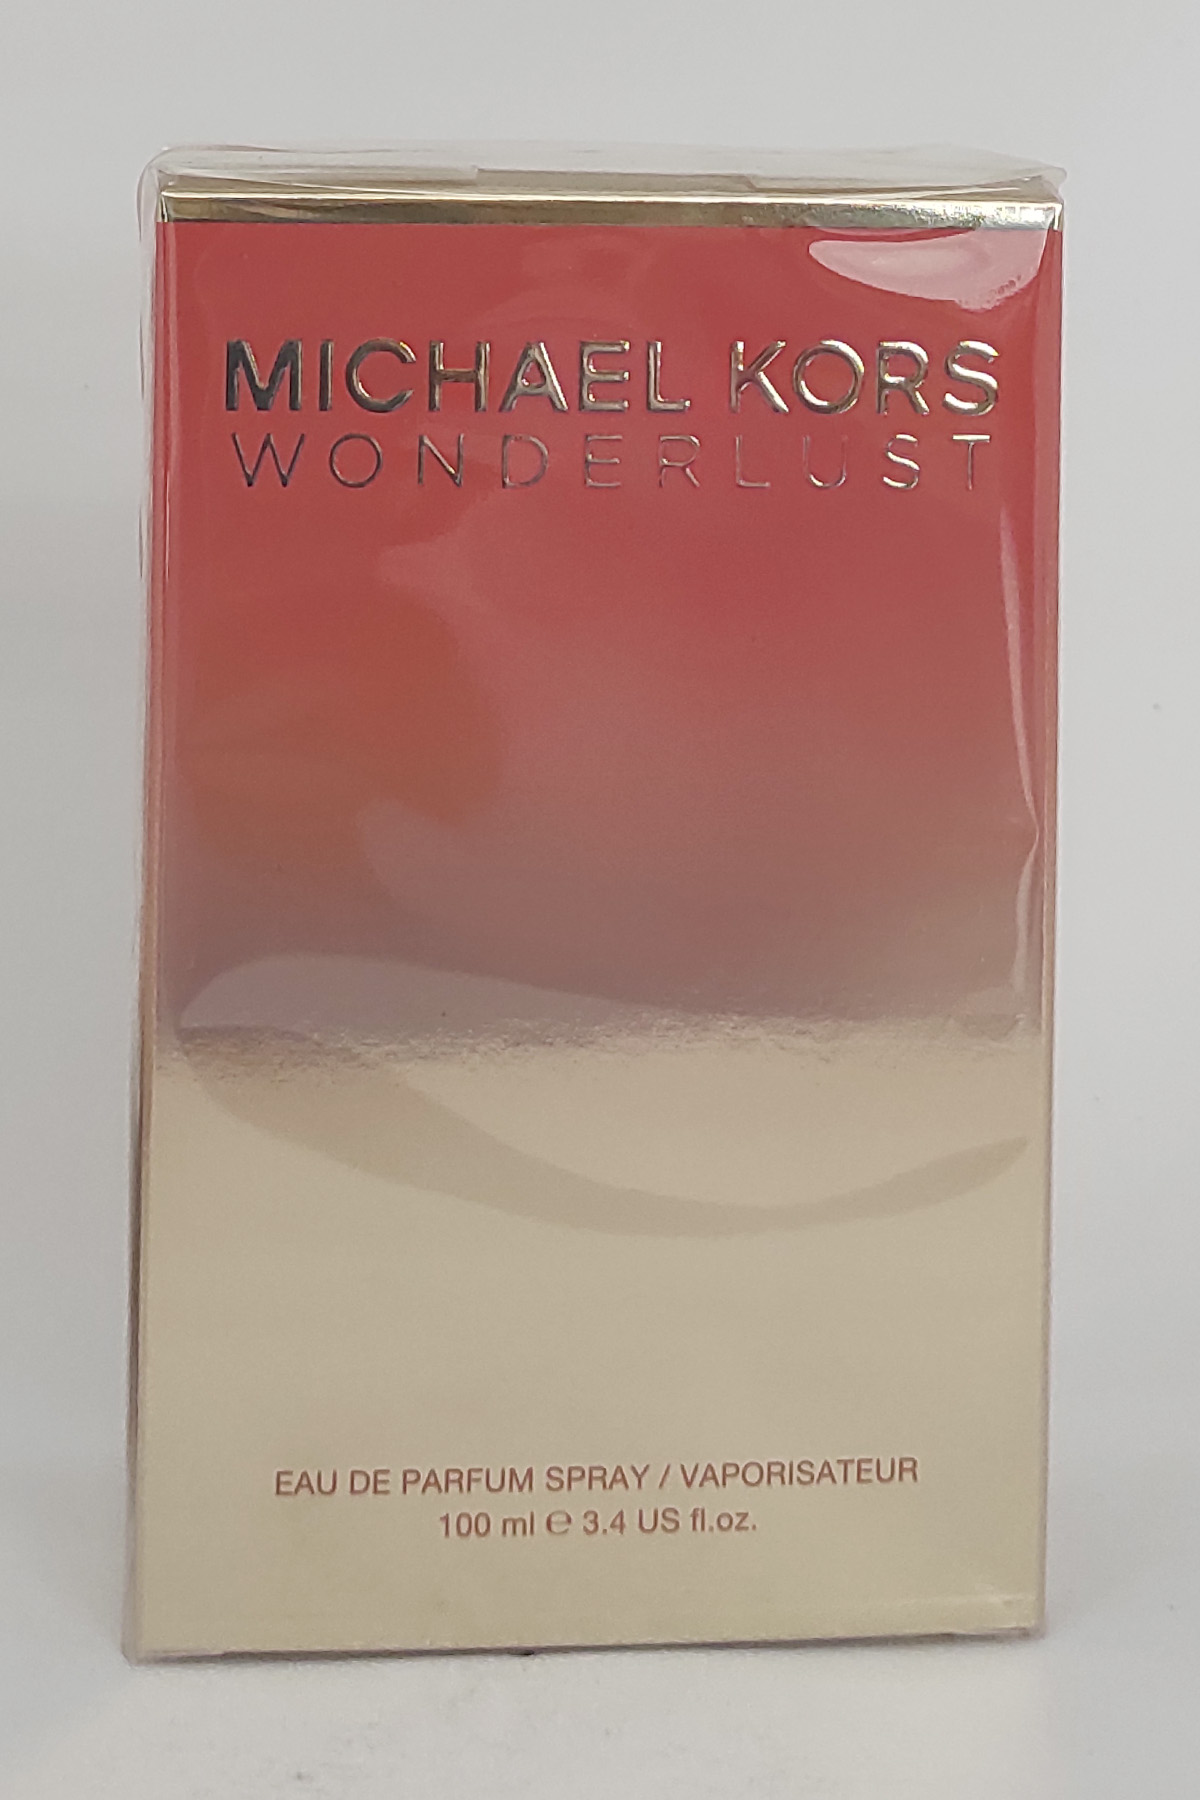 MICHAEL KORS
WONDERLUST
EAU DE PARFUM SPRAY / VAPORISATEUR
100 ml ℮ 3.4 US fl.oz.